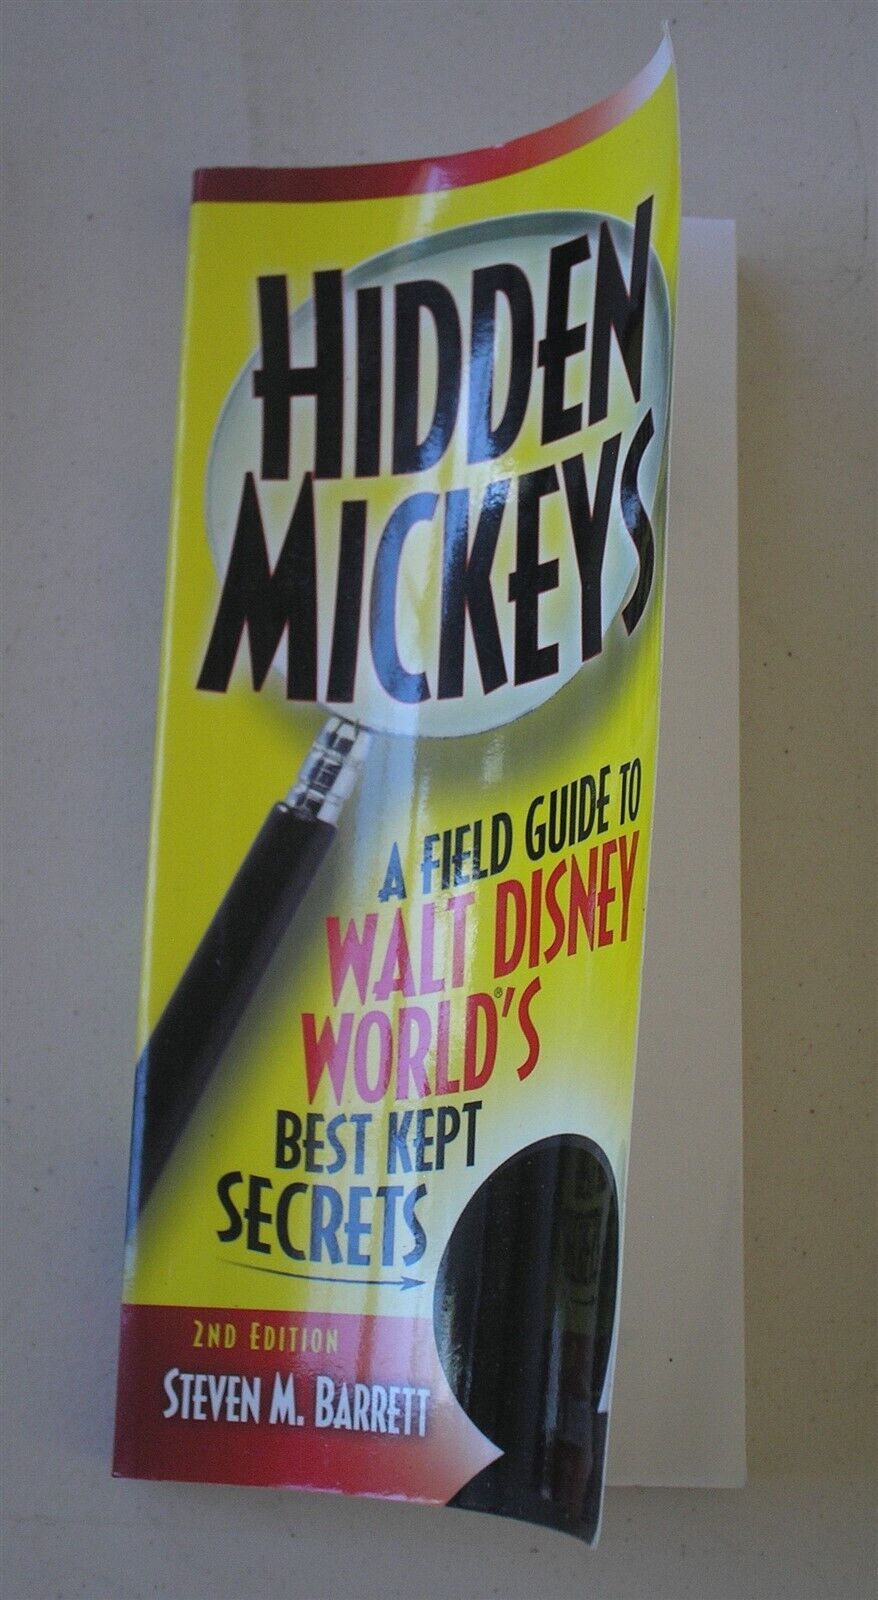 HIDDEN
MICKEYS
A FIELD GUIDE TO
WALT DISNEY
WORLD®'S
BEST KEPT
SECRETS
2ND EDITION
STEVEN M. BARRETT